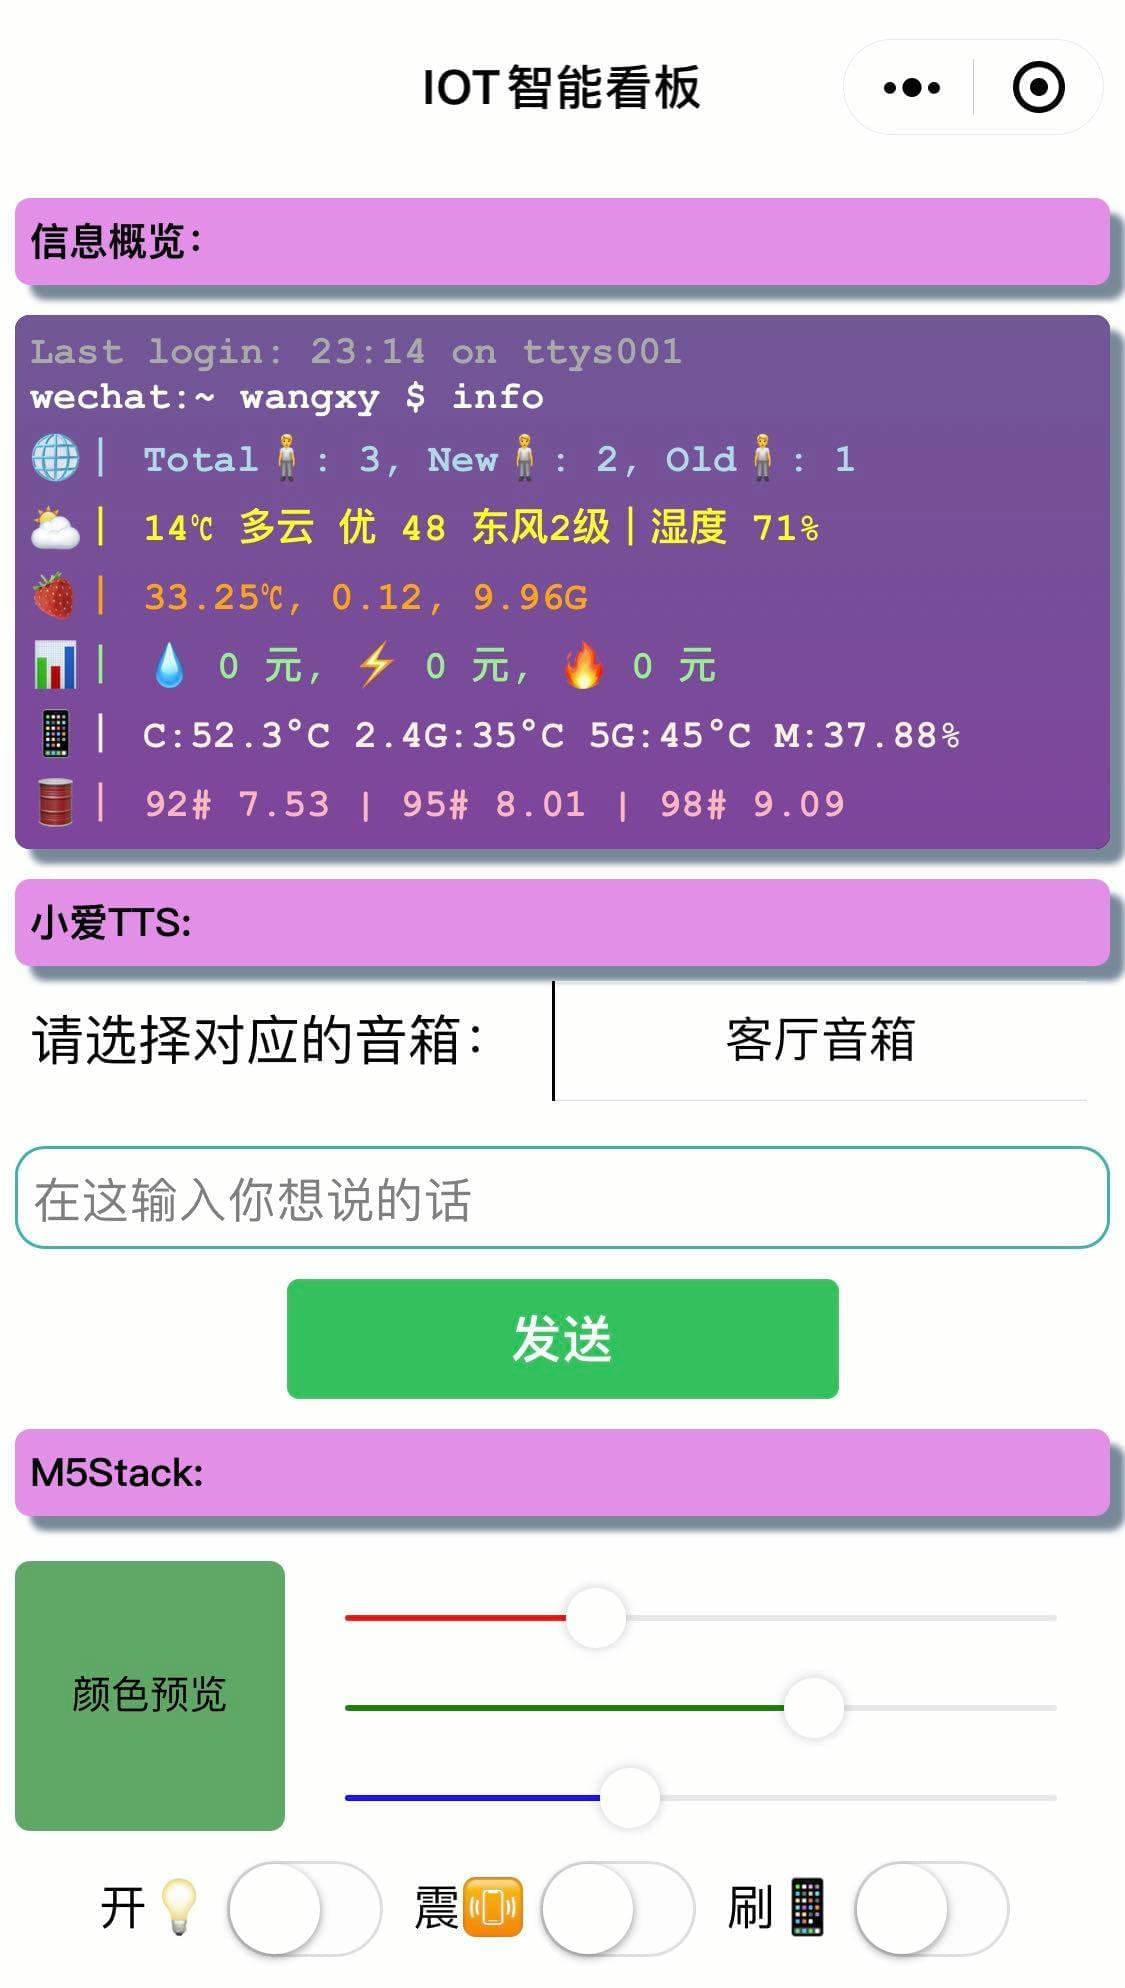 IOT智能看板
信息概览：
Last login: 23:14 on ttys001
wechat:~ wangxy $ info
🌐| Total🧍: 3, New🧍: 2, Old🧍: 1
⛅| 14℃ 多云 优 48 东风2级｜湿度 71%
🍓| 33.25℃, 0.12, 9.96G
📊| 💧 0 元, ⚡ 0 元, 🔥 0 元
📱| C:52.3°C 2.4G:35°C 5G:45°C M:37.88%
🛢| 92# 7.53 | 95# 8.01 | 98# 9.09
小爱TTS:
请选择对应的音箱： 客厅音箱
在这输入你想说的话
发送
M5Stack:
颜色预览
开💡 震📳 刷📱